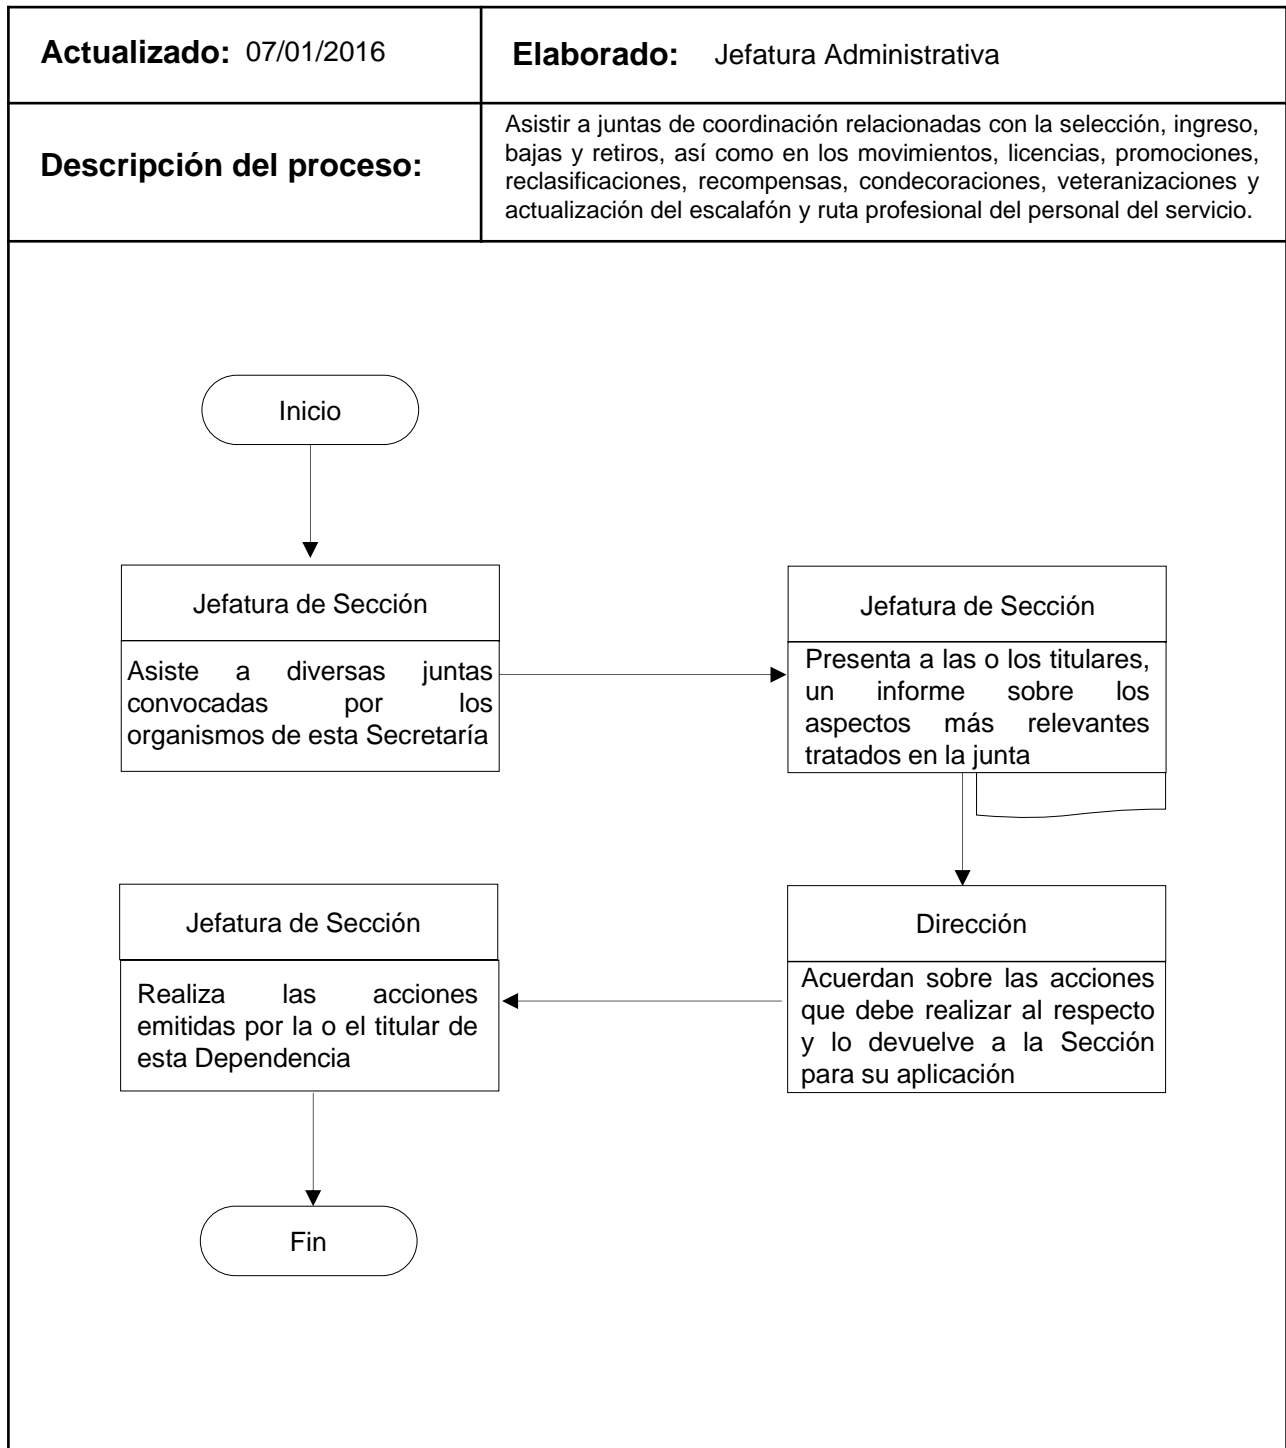 Actualizado: 07/01/2016
Elaborado: Jefatura Administrativa
Descripción del proceso:
Asistir a juntas de coordinación relacionadas con la selección, ingreso,
bajas y retiros, así como en los movimientos, licencias, promociones,
reclasificaciones, recompensas, condecoraciones, veteranizaciones y
actualización del escalafón y ruta profesional del personal del servicio.
Inicio
Jefatura de Sección
Asiste a diversas juntas
convocadas por los
organismos de esta Secretaría
Jefatura de Sección
Presenta a las o los titulares,
un informe sobre los
aspectos más relevantes
tratados en la junta
Dirección
Acuerdan sobre las acciones
que debe realizar al respecto
y lo devuelve a la Sección
para su aplicación
Jefatura de Sección
Realiza las acciones
emitidas por la o el titular de
esta Dependencia
Fin